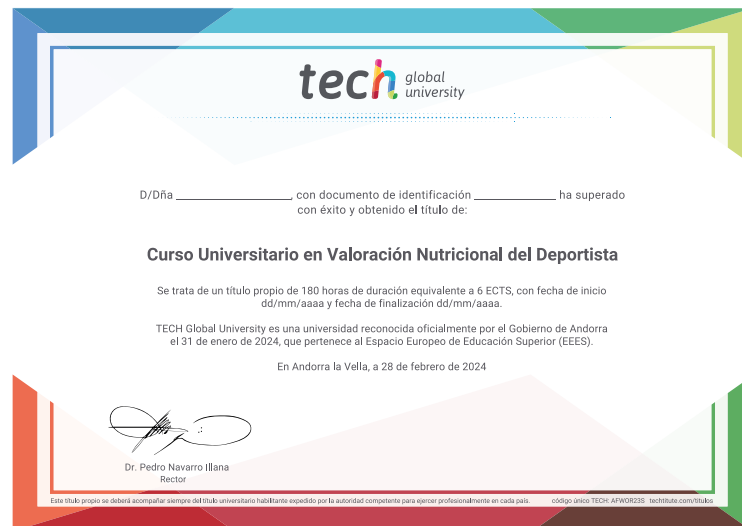 tech global university
D/Dña ____________________, con documento de identificación ______________ ha superado
con éxito y obtenido el título de:
Curso Universitario en Valoración Nutricional del Deportista
Se trata de un título propio de 180 horas de duración equivalente a 6 ECTS, con fecha de inicio
dd/mm/aaaa y fecha de finalización dd/mm/aaaa.
TECH Global University es una universidad reconocida oficialmente por el Gobierno de Andorra
el 31 de enero de 2024, que pertenece al Espacio Europeo de Educación Superior (EEES).
En Andorra la Vella, a 28 de febrero de 2024
Dr. Pedro Navarro Illana
Rector
Este título propio se deberá acompañar siempre del título universitario habilitante expedido por la autoridad competente para ejercer profesionalmente en cada país. código único TECH: AFWOR23S techtitute.com/títulos